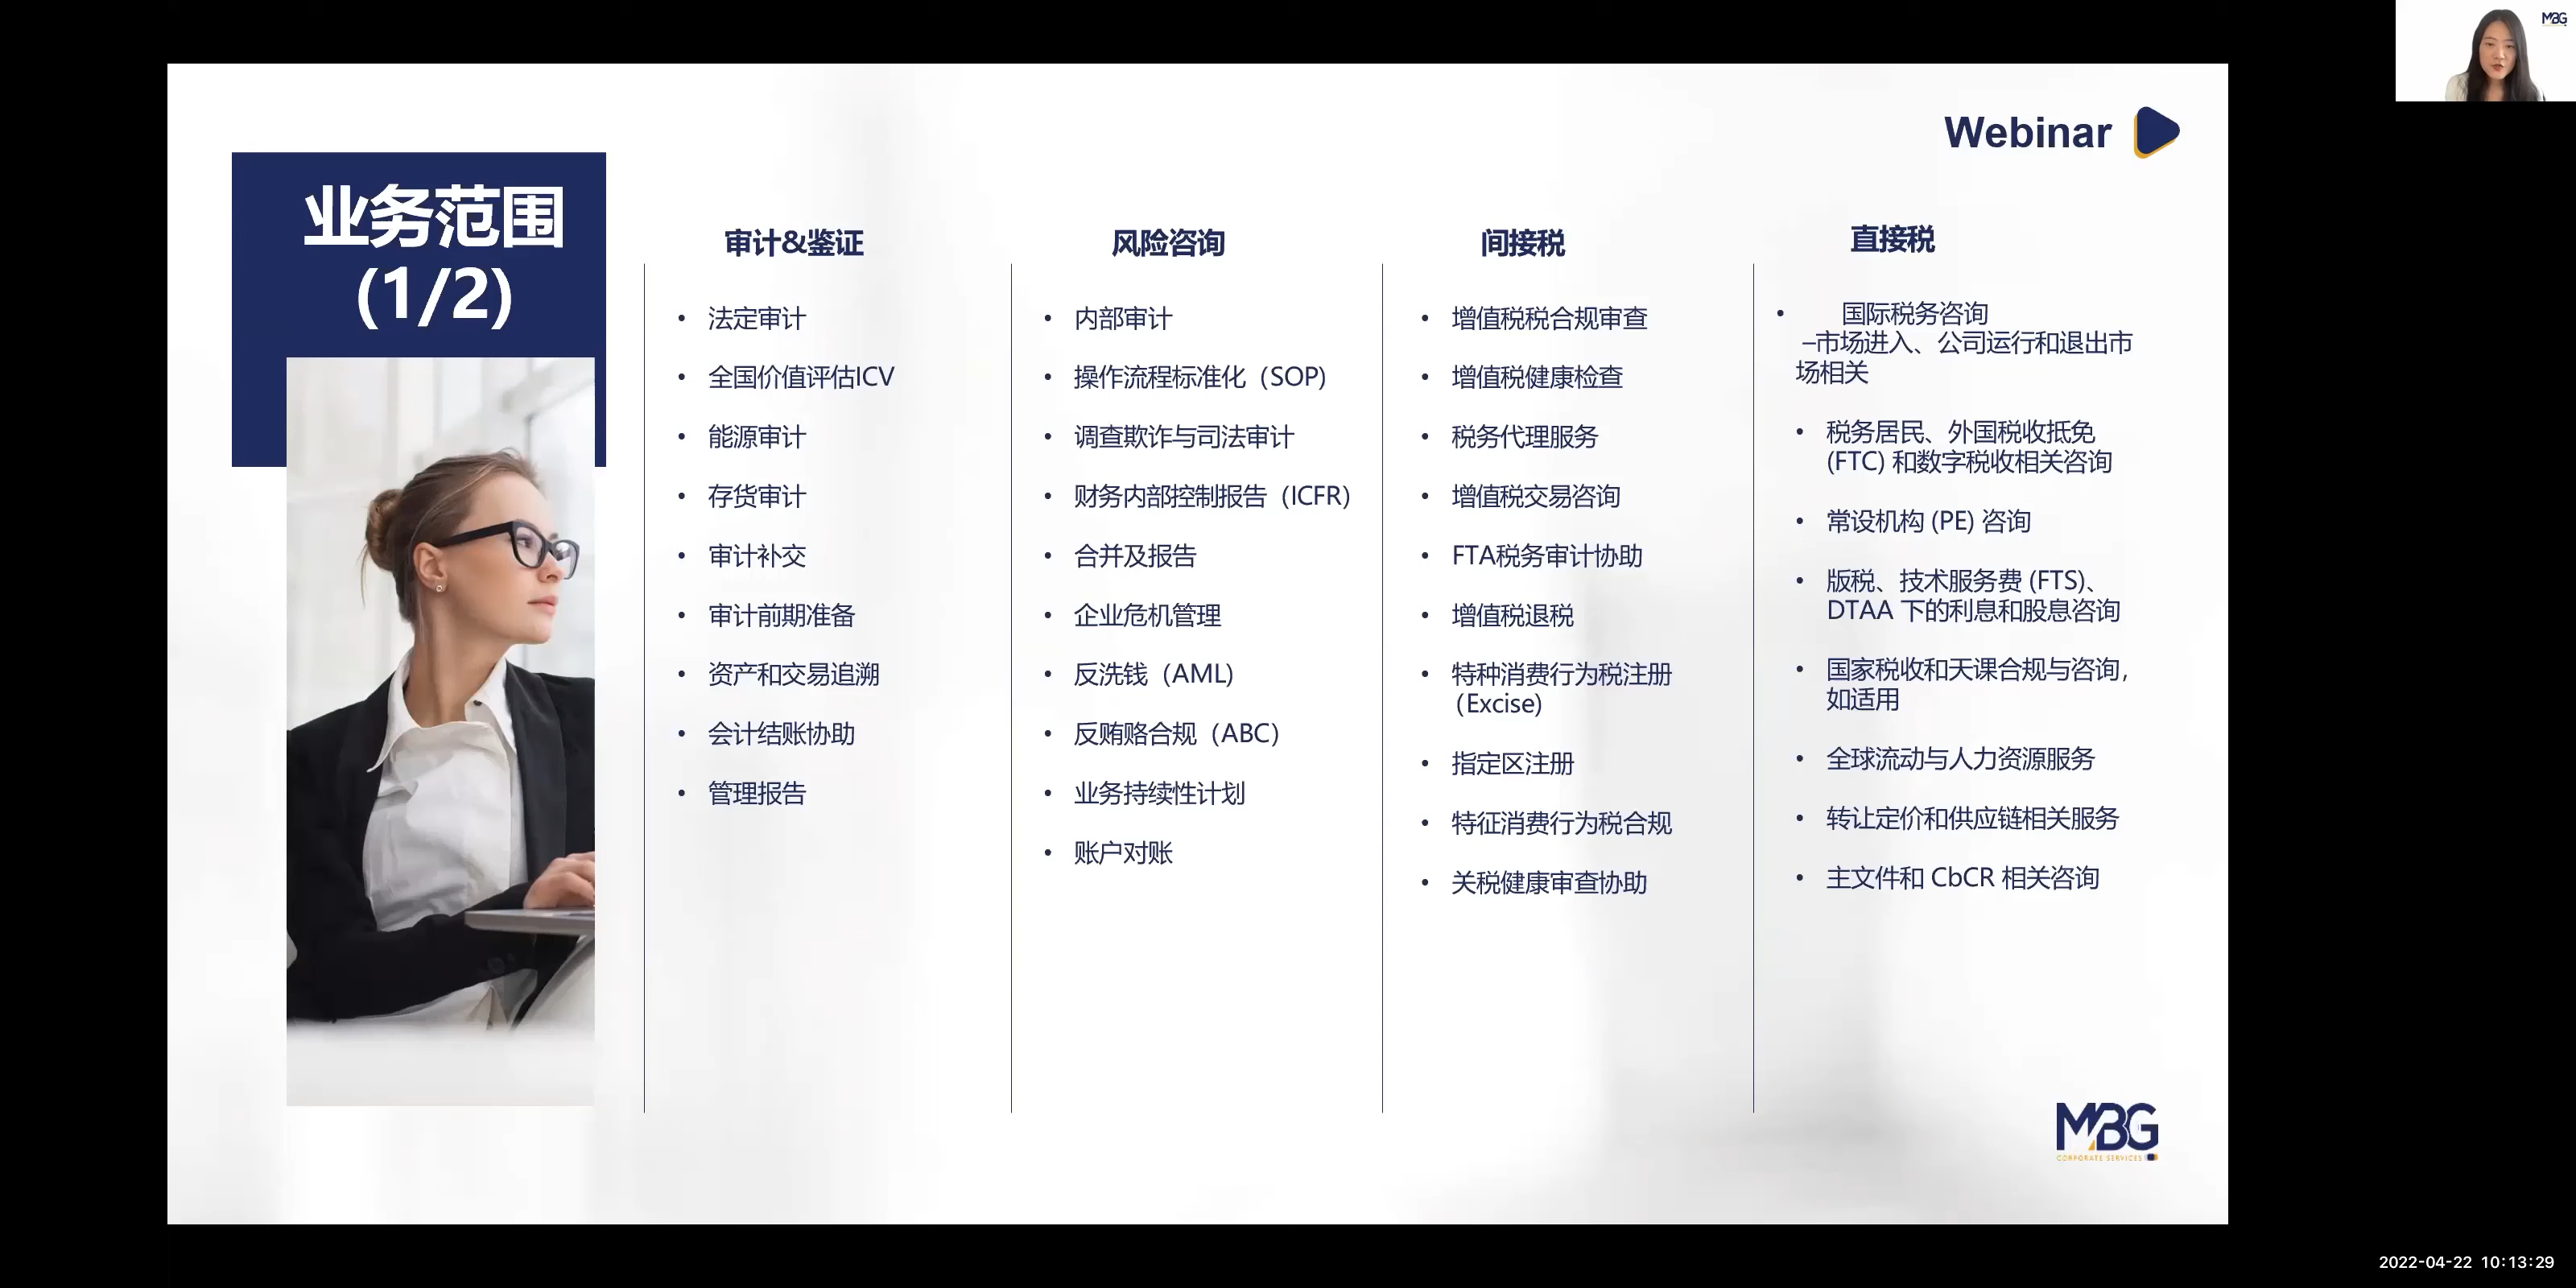 MBG
Webinar
业务范围
(1/2)
审计&鉴证
• 法定审计
• 全国价值评估ICV
• 能源审计
• 存货审计
• 审计补交
• 审计前期准备
• 资产和交易追溯
• 会计结账协助
• 管理报告
风险咨询
• 内部审计
• 操作流程标准化（SOP)
• 调查欺诈与司法审计
• 财务内部控制报告（ICFR）
• 合并及报告
• 企业危机管理
• 反洗钱（AML)
• 反贿赂合规（ABC）
• 业务持续性计划
• 账户对账
间接税
• 增值税税合规审查
• 增值税健康检查
• 税务代理服务
• 增值税交易咨询
• FTA税务审计协助
• 增值税退税
• 特种消费行为税注册
（Excise)
• 指定区注册
• 特征消费行为税合规
• 关税健康审查协助
直接税
• 国际税务咨询
–市场进入、公司运行和退出市
场相关
• 税务居民、外国税收抵免
(FTC) 和数字税收相关咨询
• 常设机构 (PE) 咨询
• 版税、技术服务费 (FTS)、
DTAA 下的利息和股息咨询
• 国家税收和天课合规与咨询，
如适用
• 全球流动与人力资源服务
• 转让定价和供应链相关服务
• 主文件和 CbCR 相关咨询
MBG
CORPORATE SERVICES
2022-04-22 10:13:29